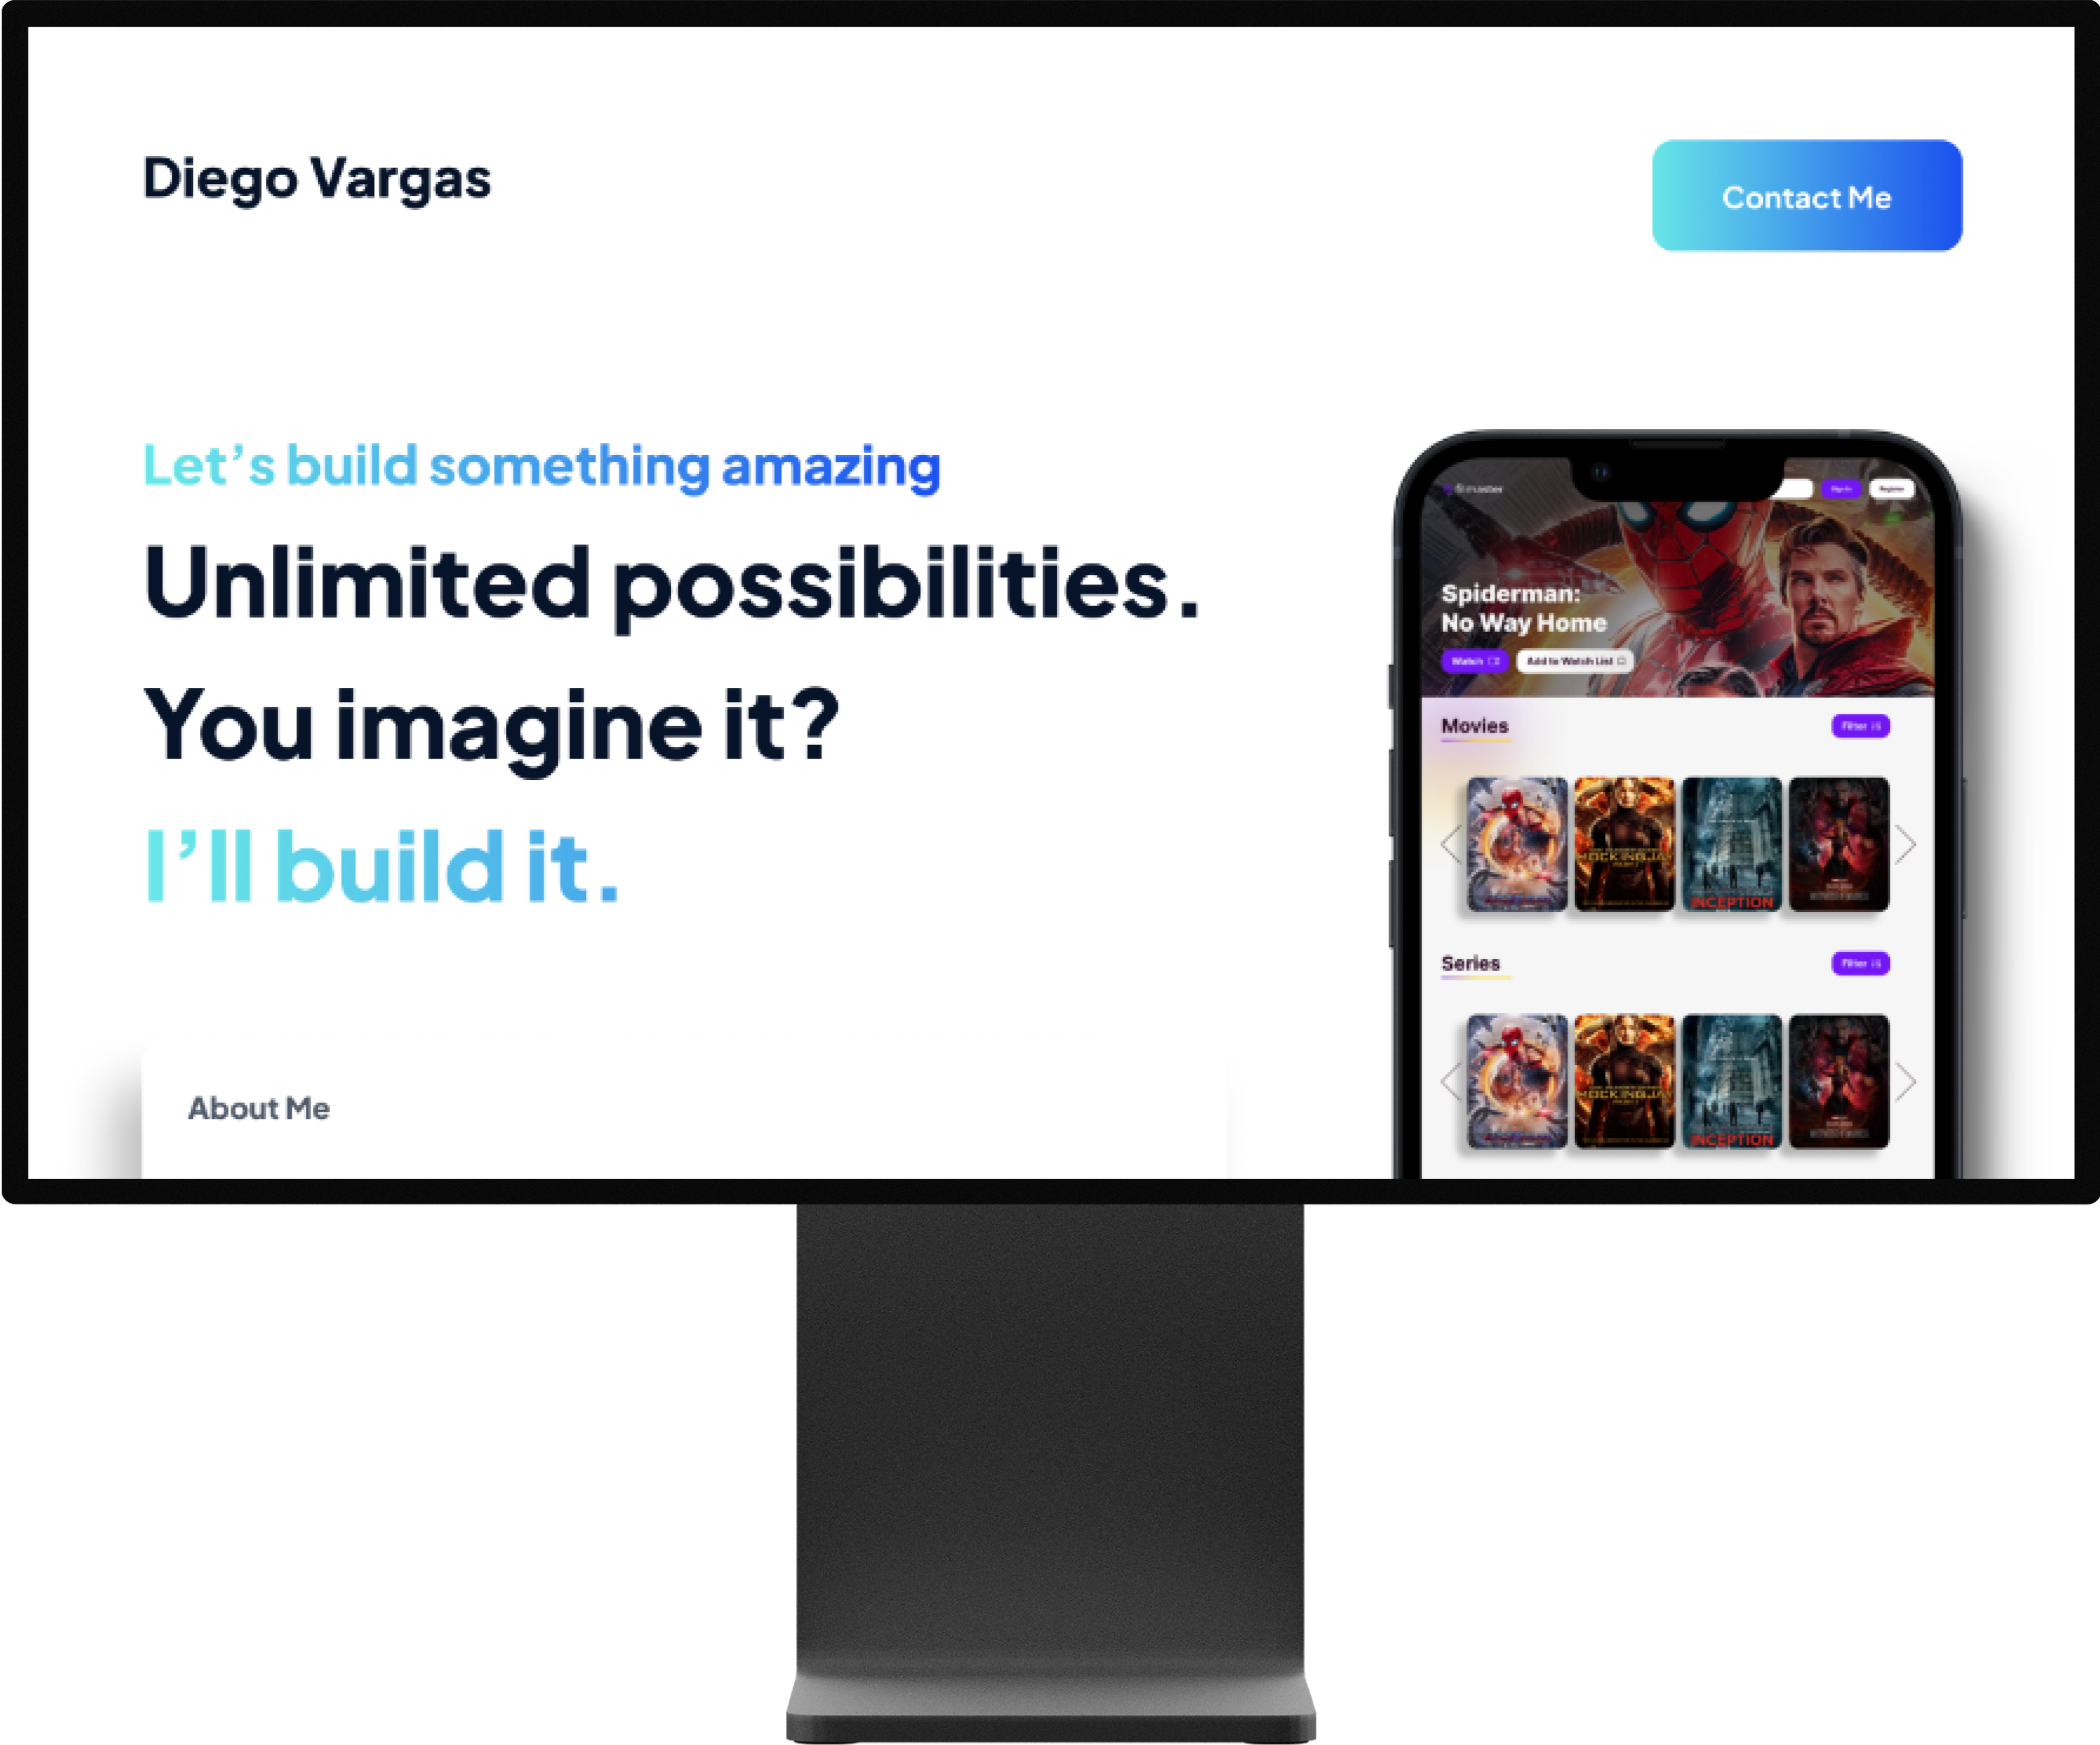 Diego Vargas
Contact Me
Let's build something amazing
Unlimited possibilities.
You imagine it?
I'll build it.
About Me
Sign In
Register
Spiderman:
No Way Home
Watch
Add to Watch List
Movies
Filter
MOCKINGJAY
INCEPTION
Series
Filter
MOCKINGJAY
INCEPTION